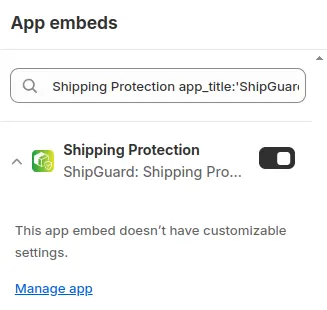 App embeds
Shipping Protection app_title:'ShipGuar
Shipping Protection
ShipGuard: Shipping Pro...
This app embed doesn’t have customizable
settings.
Manage app